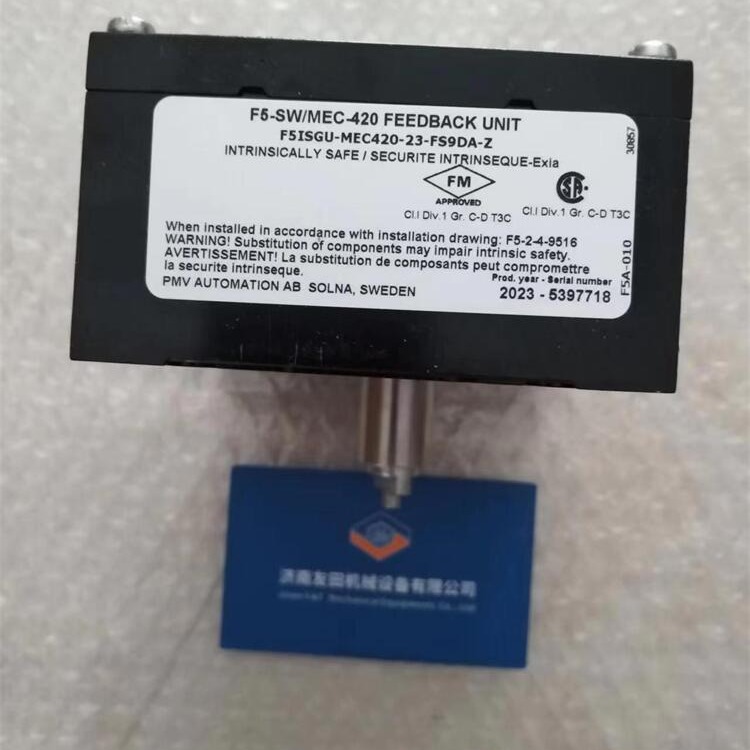 F5-SW/MEC-420 FEEDBACK UNIT
F5ISGU-MEC420-23-FS9DA-Z
INTRINSICALLY SAFE / SECURITE INTRINSEQUE-Exia
FM
APPROVED
Cl.I Div.1 Gr. C-D T3C
Cl.I Div.1 Gr. C-D T3C
30857
When installed in accordance with installation drawing: F5-2-4-9516
WARNING! Substitution of components may impair intrinsic safety.
AVERTISSEMENT! La substitution de composants peut compromettre
la securite intrinseque.
Prod. year - Serial number
PMV AUTOMATION AB SOLNA, SWEDEN
2023 - 5397718
F5A-010
济南友田机械设备有限公司
Mechanical Equipments Co., Ltd